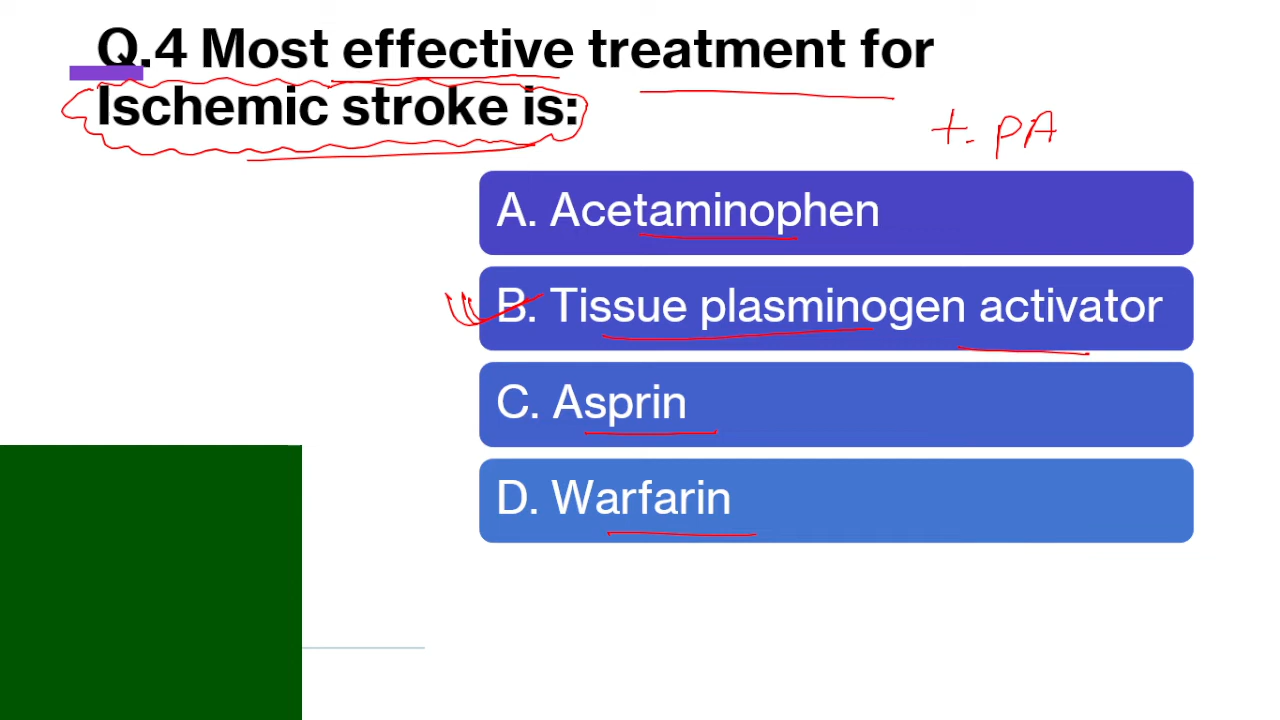 Q.4 Most effective treatment for
Ischemic stroke is:
t. PA
A. Acetaminophen
B. Tissue plasminogen activator
C. Asprin
D. Warfarin